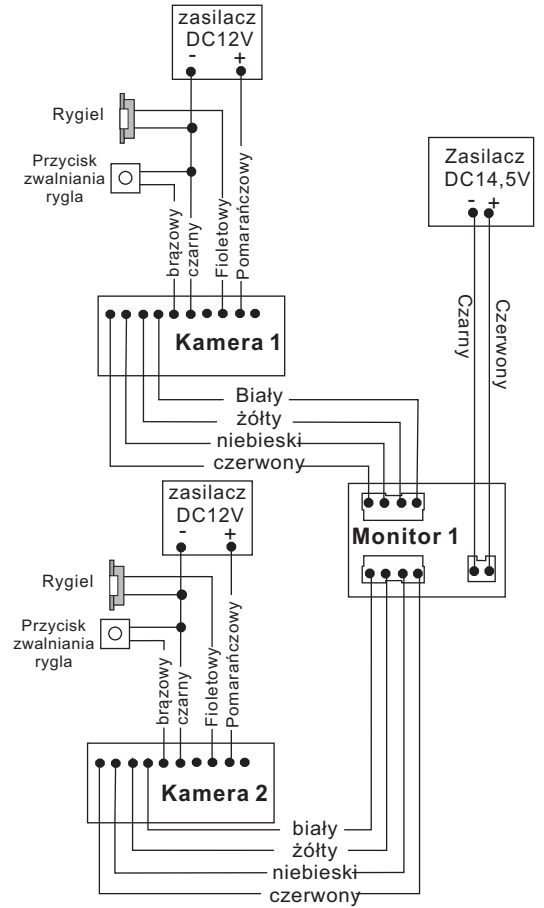 zasilacz
DC12V
- +
Rygiel
Przycisk
zwalniania
rygla
brązowy
czarny
Fioletowy
Pomarańczowy
Kamera 1
Zasilacz
DC14,5V
- +
Czarny
Czerwony
Biały
żółty
niebieski
czerwony
Monitor 1
zasilacz
DC12V
- +
Rygiel
Przycisk
zwalniania
rygla
brązowy
czarny
Fioletowy
Pomarańczowy
Kamera 2
biały
żółty
niebieski
czerwony